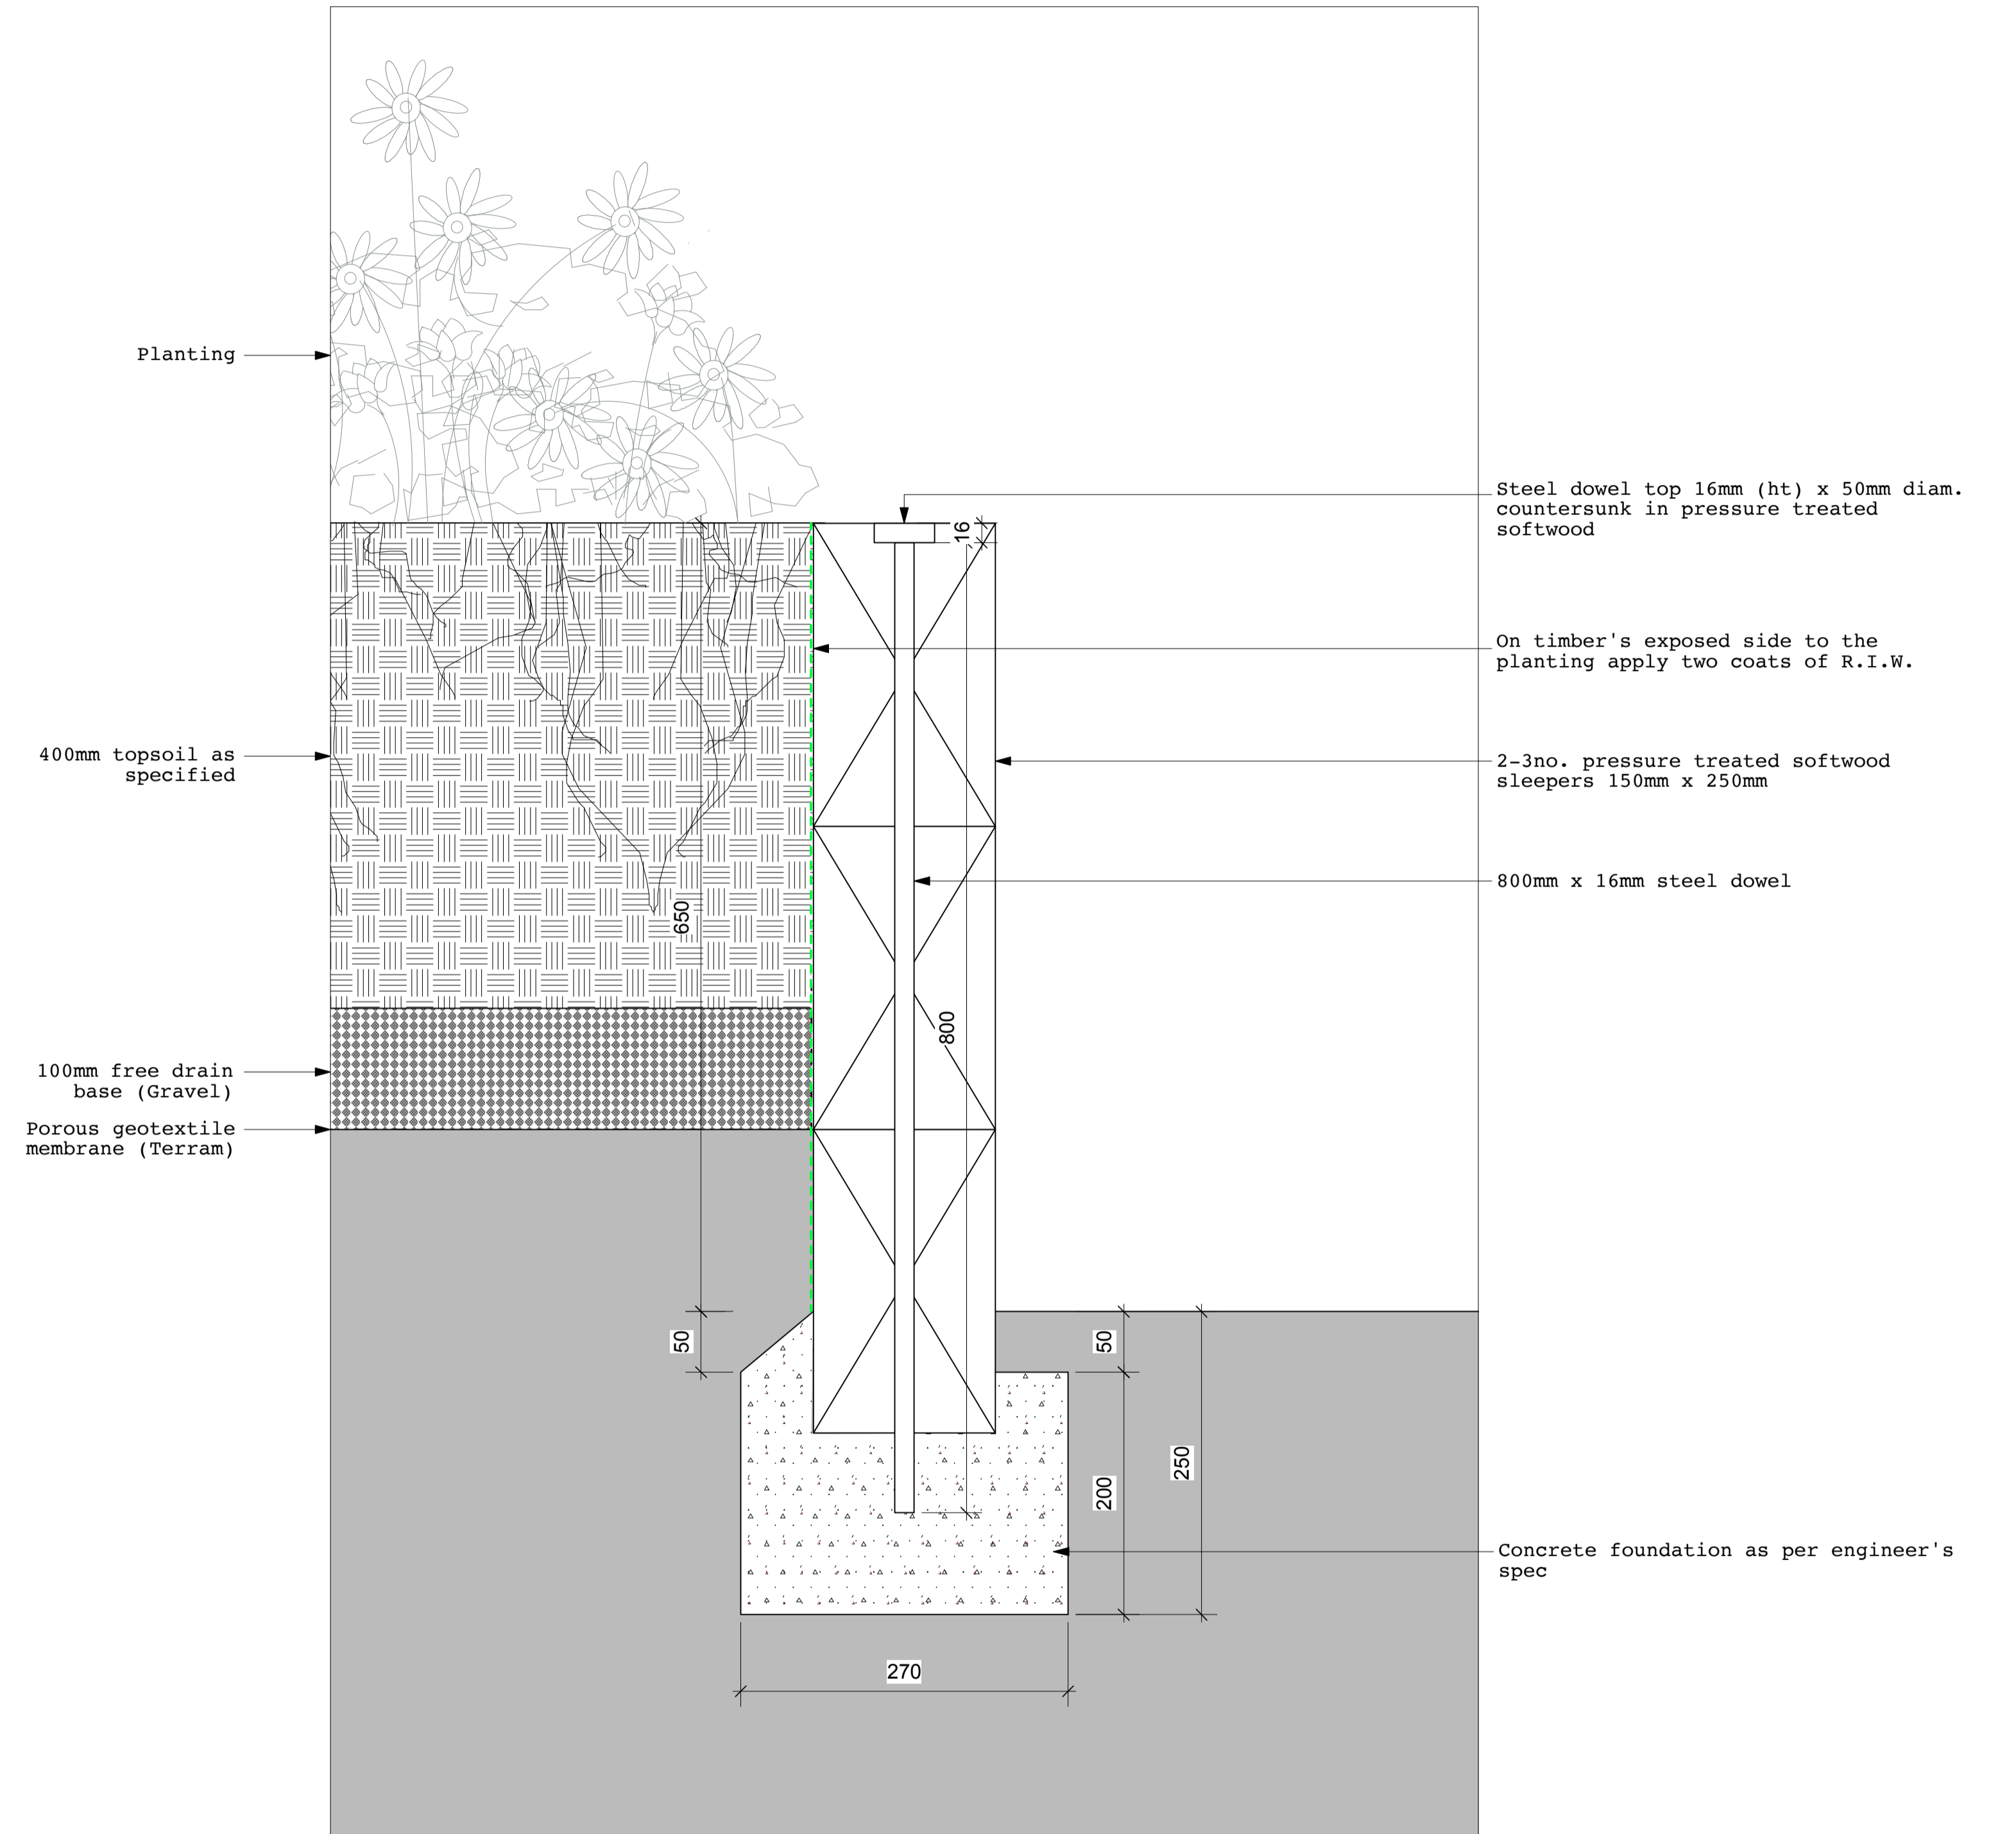 Planting
400mm topsoil as
specified
100mm free drain
base (Gravel)
Porous geotextile
membrane (Terram)
Steel dowel top 16mm (ht) x 50mm diam.
countersunk in pressure treated
softwood
On timber's exposed side to the
planting apply two coats of R.I.W.
2-3no. pressure treated softwood
sleepers 150mm x 250mm
800mm x 16mm steel dowel
Concrete foundation as per engineer's
spec
16
650
800
50
50
200
250
270